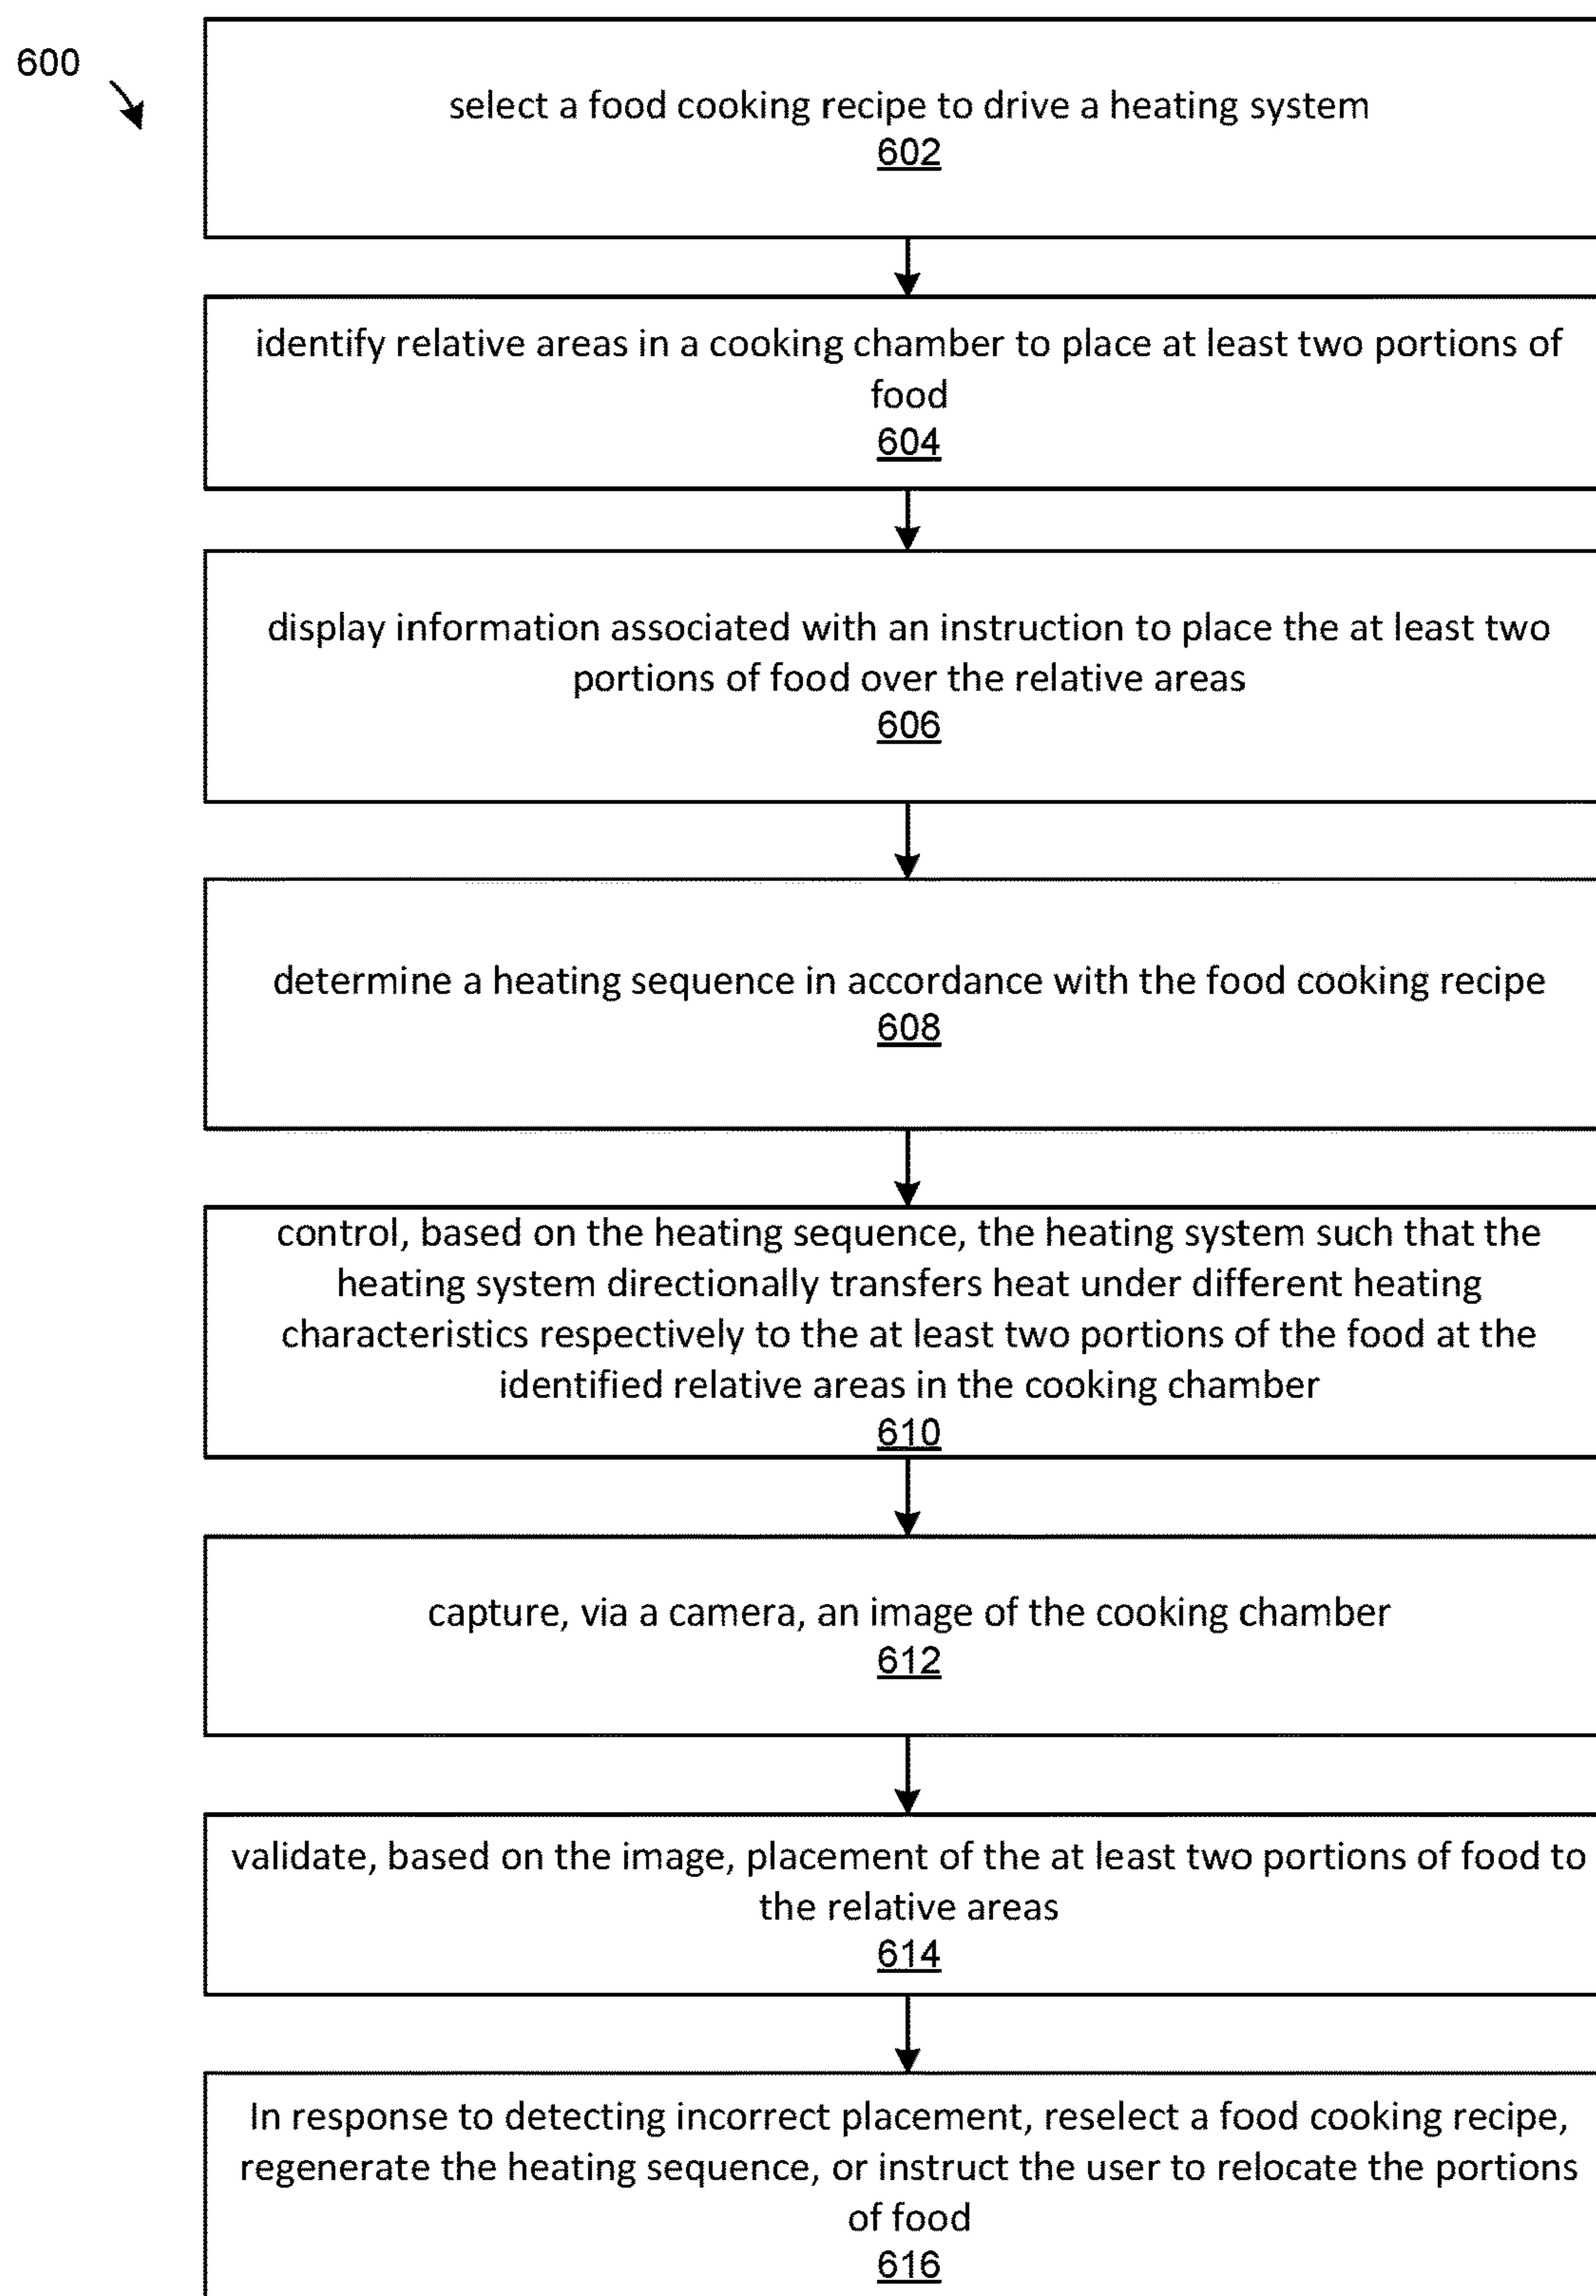 600
select a food cooking recipe to drive a heating system
602
identify relative areas in a cooking chamber to place at least two portions of
food
604
display information associated with an instruction to place the at least two
portions of food over the relative areas
606
determine a heating sequence in accordance with the food cooking recipe
608
control, based on the heating sequence, the heating system such that the
heating system directionally transfers heat under different heating
characteristics respectively to the at least two portions of the food at the
identified relative areas in the cooking chamber
610
capture, via a camera, an image of the cooking chamber
612
validate, based on the image, placement of the at least two portions of food to
the relative areas
614
In response to detecting incorrect placement, reselect a food cooking recipe,
regenerate the heating sequence, or instruct the user to relocate the portions
of food
616